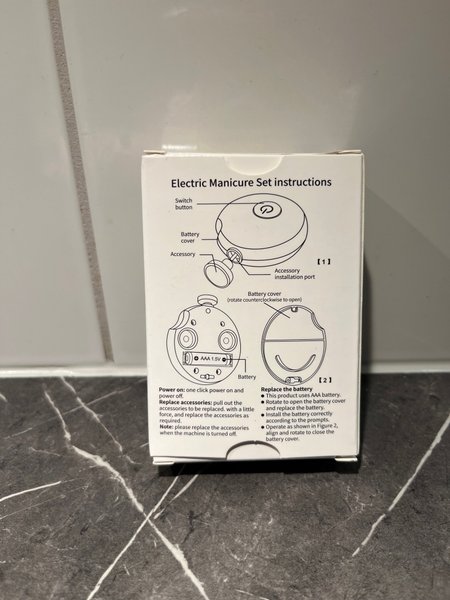 Electric Manicure Set instructions
Switch
button
Battery
cover
Accessory
【1】
Accessory
installation port
Battery cover
(rotate counterclockwise to open)
AAA 1.5V
Battery
【2】
Power on: one click power on and
power off.
Replace accessories: pull out the
accessories to be replaced. with a little
force, and replace the accessories as
required.
Note: please replace the accessories
when the machine is turned off.
Replace the battery
● This product uses AAA battery.
● Rotate to open the battery cover
and replace the battery.
● Install the battery correctly
according to the prompts.
● Operate as shown in Figure 2,
align and rotate to close the
battery cover.